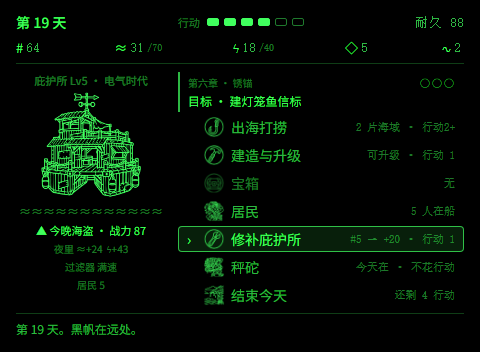 第 19 天
行动
耐久 88
# 64
≈ 31 /70
ϟ 18 /40
◇ 5
∿ 2
庇护所 Lv5 · 电气时代
第六章 · 锈锚
○○○
目标 · 建灯笼鱼信标
出海打捞
2 片海域 - 行动2+
建造与升级
可升级 - 行动 1
宝箱
无
居民
5 人在船
› 修补庇护所
#5 → +20 - 行动 1
秤砣
今天在 - 不花行动
结束今天
还剩 4 行动
▲ 今晚海盗 · 战力 87
夜里 ≈+24 ϟ+43
过滤器 满速
居民 5
第 19 天。黑帆在远处。